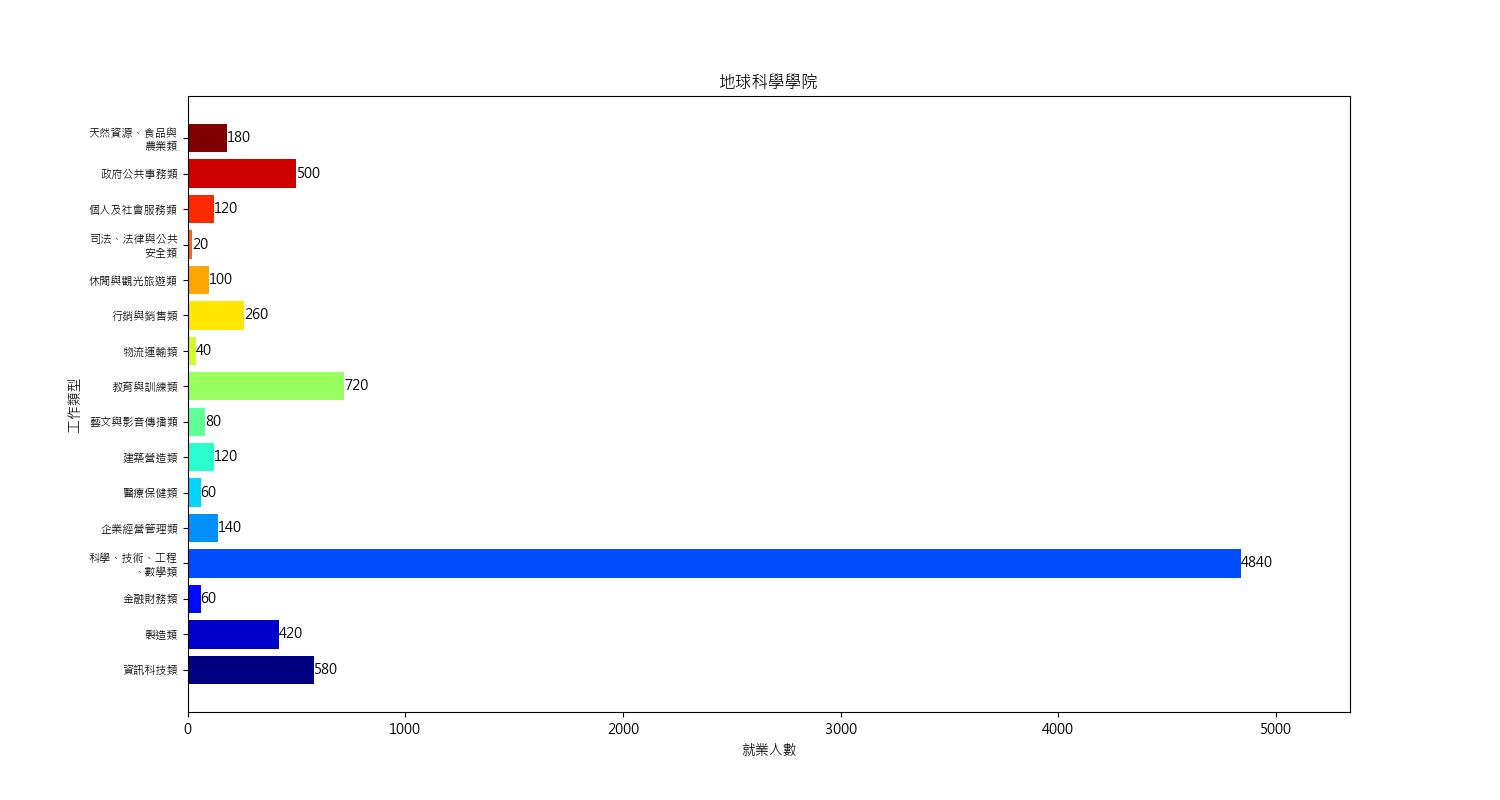 地球科學學院
天然資源、食品與
農業類
180
政府公共事務類
500
個人及社會服務類
120
司法、法律與公共
安全類
20
休閒與觀光旅遊類
100
行銷與銷售類
260
物流運輸類
40
教育與訓練類
720
藝文與影音傳播類
80
建築營造類
120
醫療保健類
60
企業經營管理類
140
科學、技術、工程
、數學類
4840
金融財務類
60
製造類
420
資訊科技類
580
工作類型
0 1000 2000 3000 4000 5000
就業人數